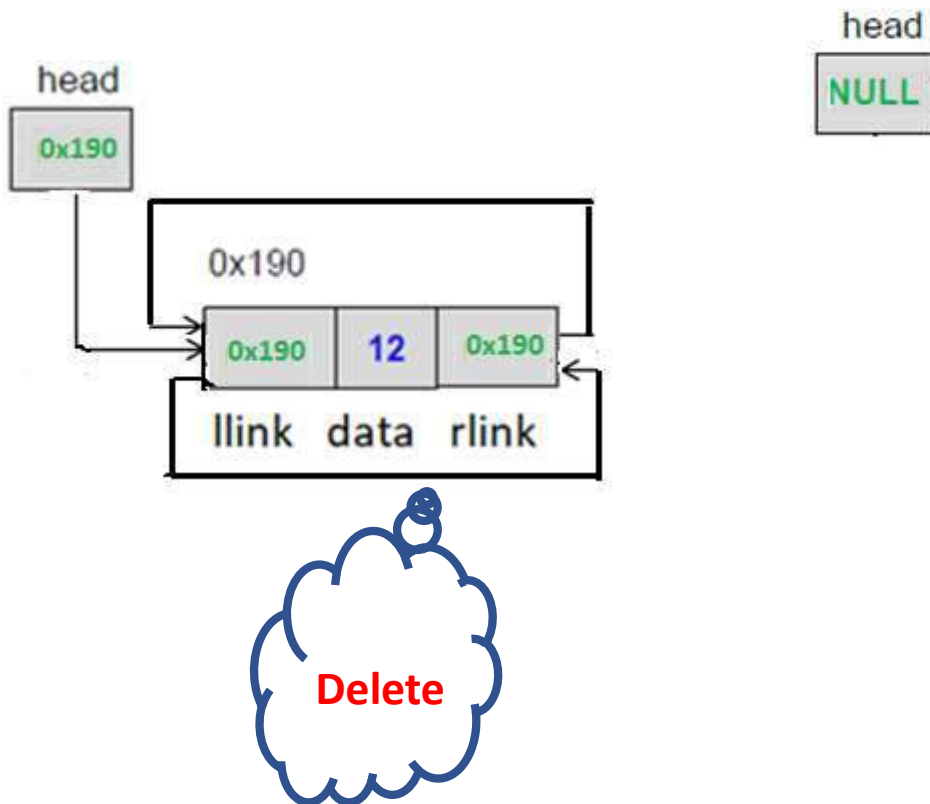 head
NULL
head
0x190
0x190
0x190 12 0x190
llink data rlink
Delete